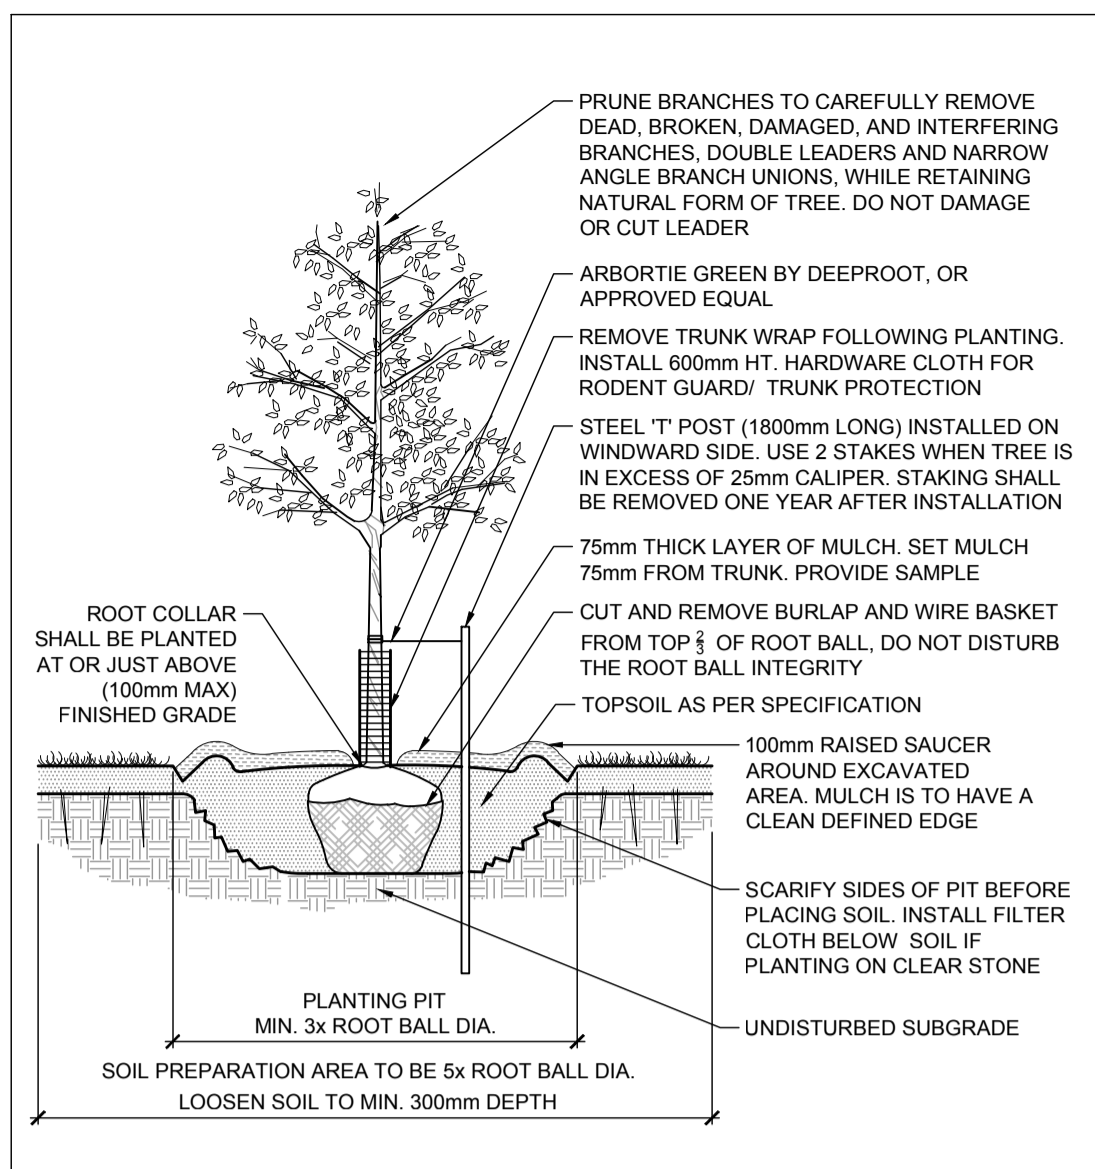 PRUNE BRANCHES TO CAREFULLY REMOVE
DEAD, BROKEN, DAMAGED, AND INTERFERING
BRANCHES, DOUBLE LEADERS AND NARROW
ANGLE BRANCH UNIONS, WHILE RETAINING
NATURAL FORM OF TREE. DO NOT DAMAGE
OR CUT LEADER
ARBORTIE GREEN BY DEEPROOT, OR
APPROVED EQUAL
REMOVE TRUNK WRAP FOLLOWING PLANTING.
INSTALL 600mm HT. HARDWARE CLOTH FOR
RODENT GUARD/ TRUNK PROTECTION
STEEL 'T' POST (1800mm LONG) INSTALLED ON
WINDWARD SIDE. USE 2 STAKES WHEN TREE IS
IN EXCESS OF 25mm CALIPER. STAKING SHALL
BE REMOVED ONE YEAR AFTER INSTALLATION
75mm THICK LAYER OF MULCH. SET MULCH
75mm FROM TRUNK. PROVIDE SAMPLE
CUT AND REMOVE BURLAP AND WIRE BASKET
FROM TOP 2/3 OF ROOT BALL, DO NOT DISTURB
THE ROOT BALL INTEGRITY
ROOT COLLAR
SHALL BE PLANTED
AT OR JUST ABOVE
(100mm MAX)
FINISHED GRADE
TOPSOIL AS PER SPECIFICATION
100mm RAISED SAUCER
AROUND EXCAVATED
AREA. MULCH IS TO HAVE A
CLEAN DEFINED EDGE
SCARIFY SIDES OF PIT BEFORE
PLACING SOIL. INSTALL FILTER
CLOTH BELOW SOIL IF
PLANTING ON CLEAR STONE
UNDISTURBED SUBGRADE
PLANTING PIT
MIN. 3x ROOT BALL DIA.
SOIL PREPARATION AREA TO BE 5x ROOT BALL DIA.
LOOSEN SOIL TO MIN. 300mm DEPTH